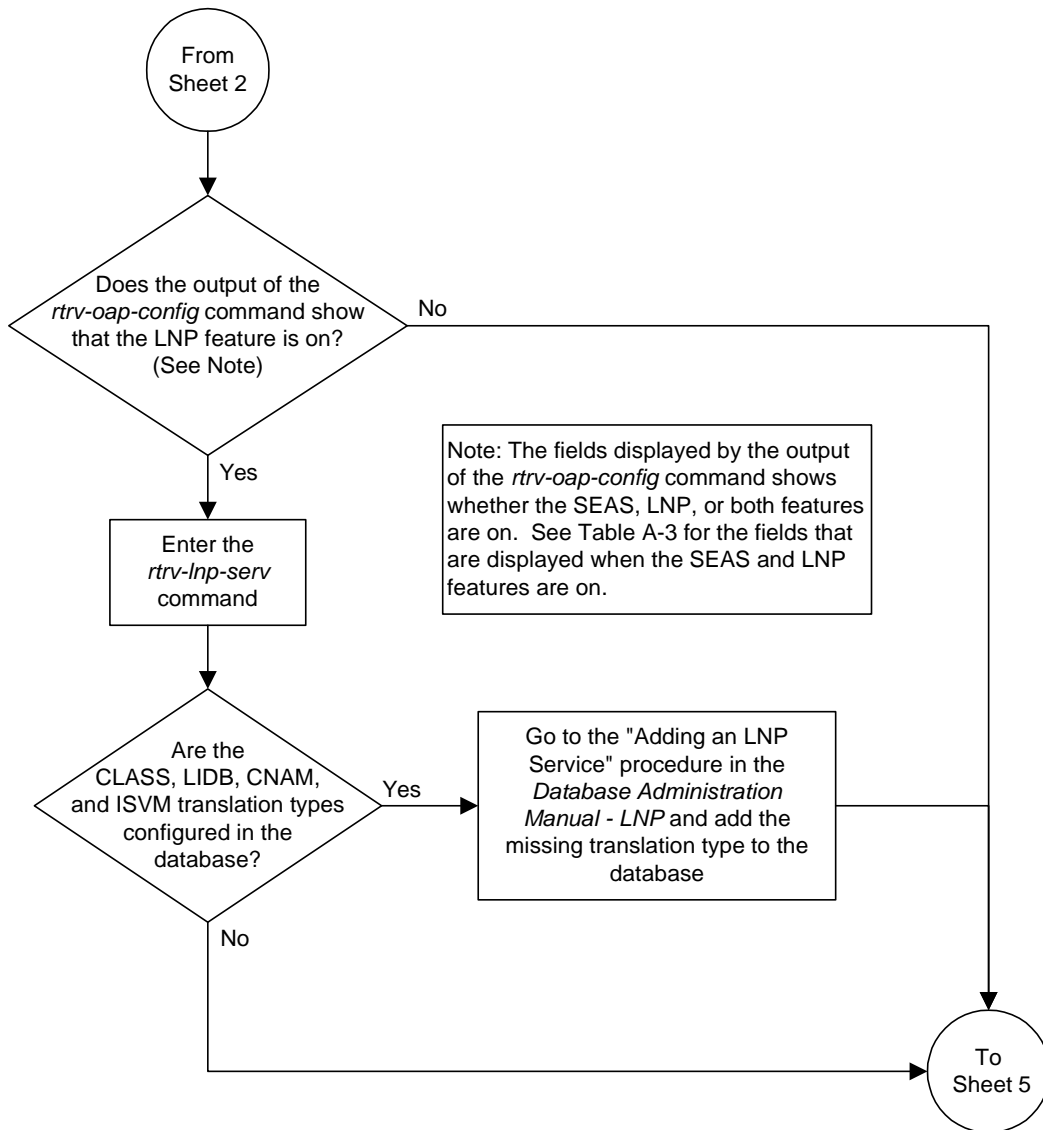 From
Sheet 2
Does the output of the
rtrv-oap-config command show
that the LNP feature is on?
(See Note)
No
Yes
Note: The fields displayed by the output
of the rtrv-oap-config command shows
whether the SEAS, LNP, or both features
are on. See Table A-3 for the fields that
are displayed when the SEAS and LNP
features are on.
Enter the
rtrv-lnp-serv
command
Are the
CLASS, LIDB, CNAM,
and ISVM translation types
configured in the
database?
Yes
Go to the "Adding an LNP
Service" procedure in the
Database Administration
Manual - LNP and add the
missing translation type to the
database
No
To
Sheet 5